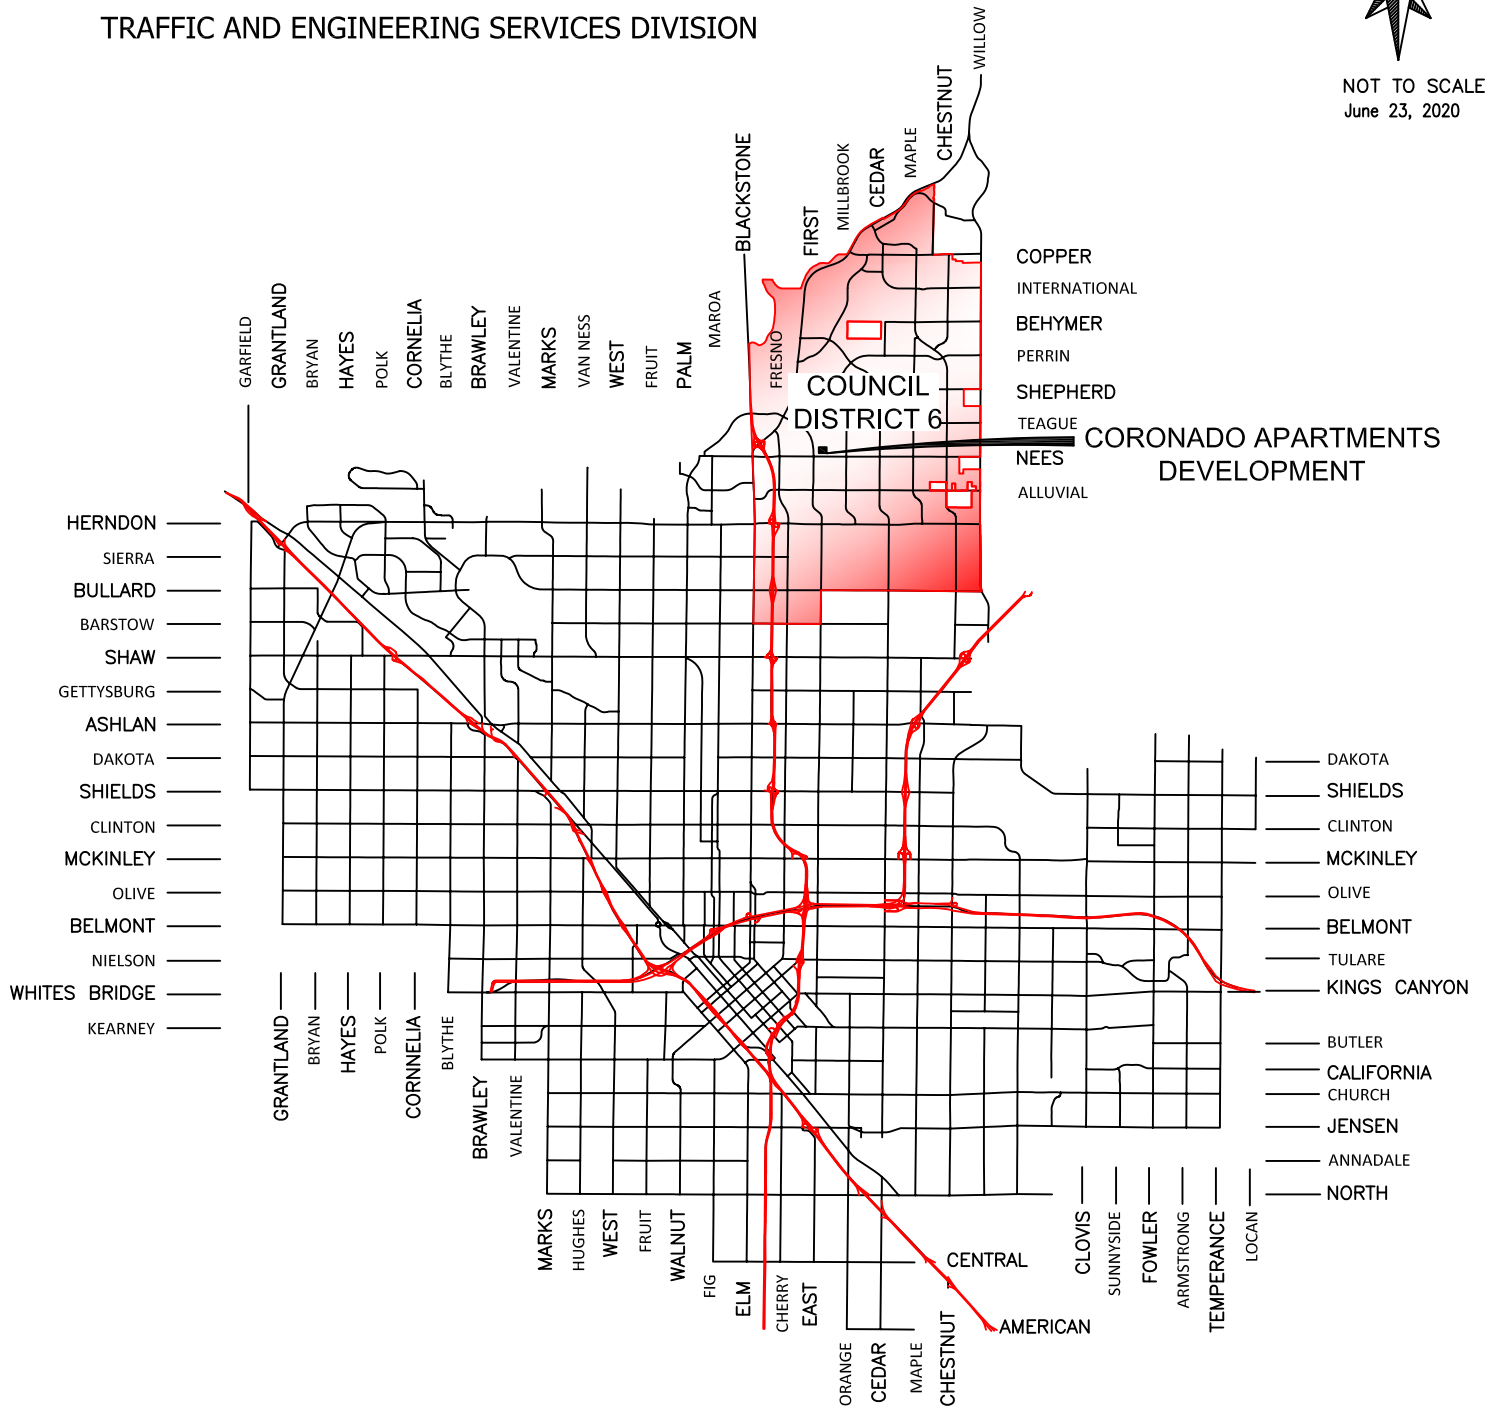 TRAFFIC AND ENGINEERING SERVICES DIVISION
NOT TO SCALE
June 23, 2020
WILLOW
CHESTNUT
MAPLE
CEDAR
MILLBROOK
FIRST
BLACKSTONE
FRESNO
MAROA
PALM
FRUIT
WEST
VAN NESS
MARKS
VALENTINE
BRAWLEY
BLYTHE
CORNELIA
POLK
HAYES
BRYAN
GRANTLAND
GARFIELD
COPPER
INTERNATIONAL
BEHYMER
PERRIN
SHEPHERD
TEAGUE
NEES
ALLUVIAL
COUNCIL
DISTRICT 6
CORONADO APARTMENTS
DEVELOPMENT
HERNDON
SIERRA
BULLARD
BARSTOW
SHAW
GETTYSBURG
ASHLAN
DAKOTA
SHIELDS
CLINTON
MCKINLEY
OLIVE
BELMONT
NIELSON
WHITES BRIDGE
KEARNEY
DAKOTA
SHIELDS
CLINTON
MCKINLEY
OLIVE
BELMONT
TULARE
KINGS CANYON
BUTLER
CALIFORNIA
CHURCH
JENSEN
ANNADALE
NORTH
GRANTLAND
BRYAN
HAYES
POLK
CORNNELIA
BLYTHE
BRAWLEY
VALENTINE
MARKS
HUGHES
WEST
FRUIT
WALNUT
FIG
ELM
CHERRY
EAST
ORANGE
CEDAR
MAPLE
CHESTNUT
CENTRAL
AMERICAN
CLOVIS
SUNNYSIDE
FOWLER
ARMSTRONG
TEMPERANCE
LOCAN